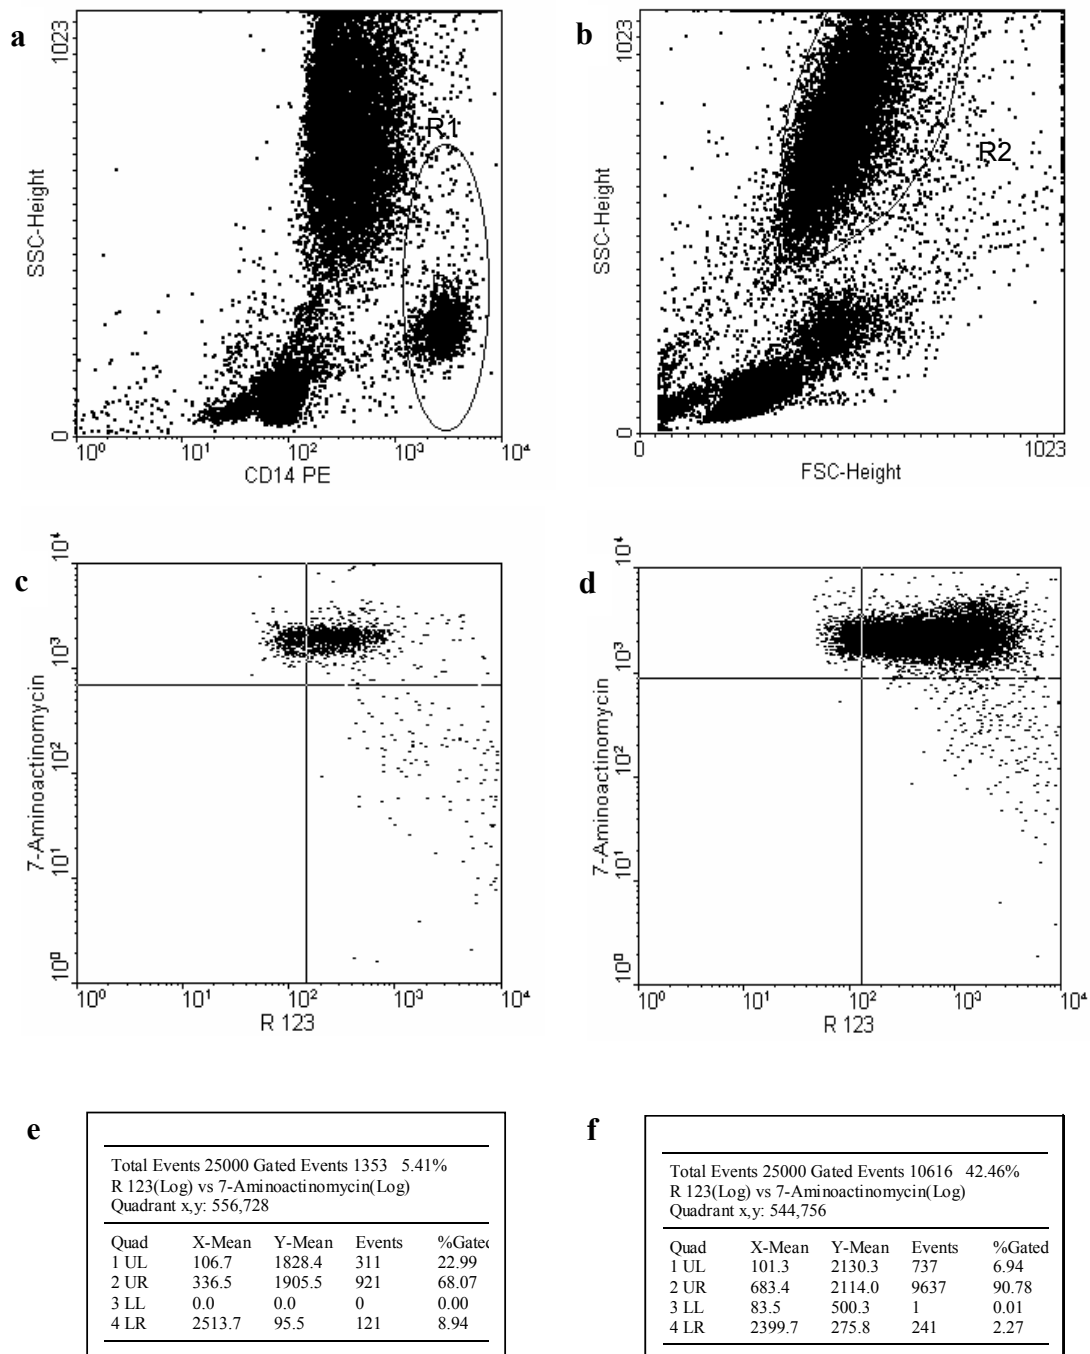 a
1023
SSC-Height
0
R1
10⁰ 10¹ 10² 10³ 10⁴
CD14 PE
b
1023
SSC-Height
0
R2
0 1023
FSC-Height
c
10⁴
10³
10²
10¹
10⁰
7-Aminoactinomycin
10⁰ 10¹ 10² 10³ 10⁴
R 123
d
10⁴
10³
10²
10¹
10⁰
7-Aminoactinomycin
10⁰ 10¹ 10² 10³ 10⁴
R 123
e
Total Events 25000 Gated Events 1353 5.41%
R 123(Log) vs 7-Aminoactinomycin(Log)
Quadrant x,y: 556,728
Quad X-Mean Y-Mean Events %Gated
1 UL 106.7 1828.4 311 22.99
2 UR 336.5 1905.5 921 68.07
3 LL 0.0 0.0 0 0.00
4 LR 2513.7 95.5 121 8.94
f
Total Events 25000 Gated Events 10616 42.46%
R 123(Log) vs 7-Aminoactinomycin(Log)
Quadrant x,y: 544,756
Quad X-Mean Y-Mean Events %Gated
1 UL 101.3 2130.3 737 6.94
2 UR 683.4 2114.0 9637 90.78
3 LL 83.5 500.3 1 0.01
4 LR 2399.7 275.8 241 2.27